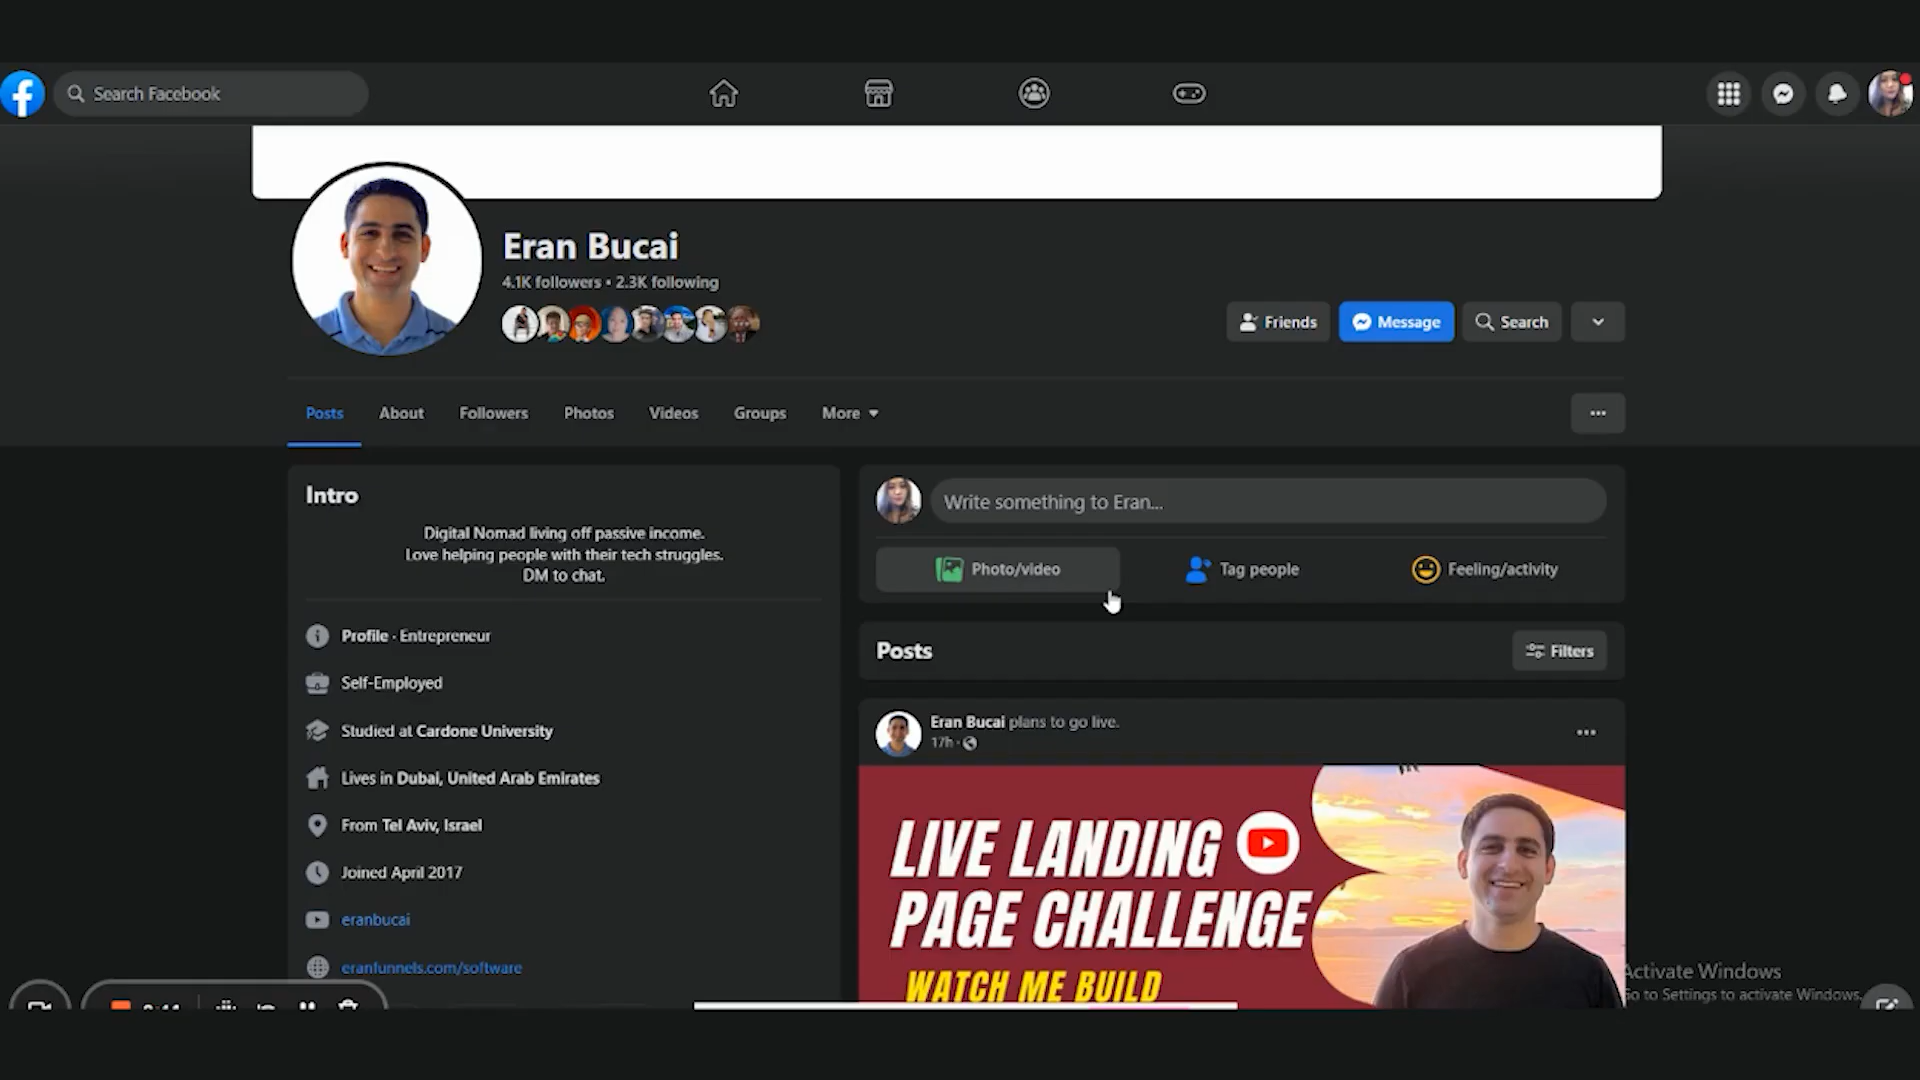 Search Facebook
Eran Bucai
4.1K followers • 2.3K following
Friends
Message
Search
Posts
About
Followers
Photos
Videos
Groups
More
Intro
Digital Nomad living off passive income.
Love helping people with their tech struggles.
DM to chat.
Profile · Entrepreneur
Self-Employed
Studied at Cardone University
Lives in Dubai, United Arab Emirates
From Tel Aviv, Israel
Joined April 2017
eranbucai
eranfunnels.com/software
Write something to Eran...
Photo/video
Tag people
Feeling/activity
Posts
Filters
Eran Bucai plans to go live.
17h ·
LIVE LANDING
PAGE CHALLENGE
WATCH ME BUILD
Activate Windows
Go to Settings to activate Windows.